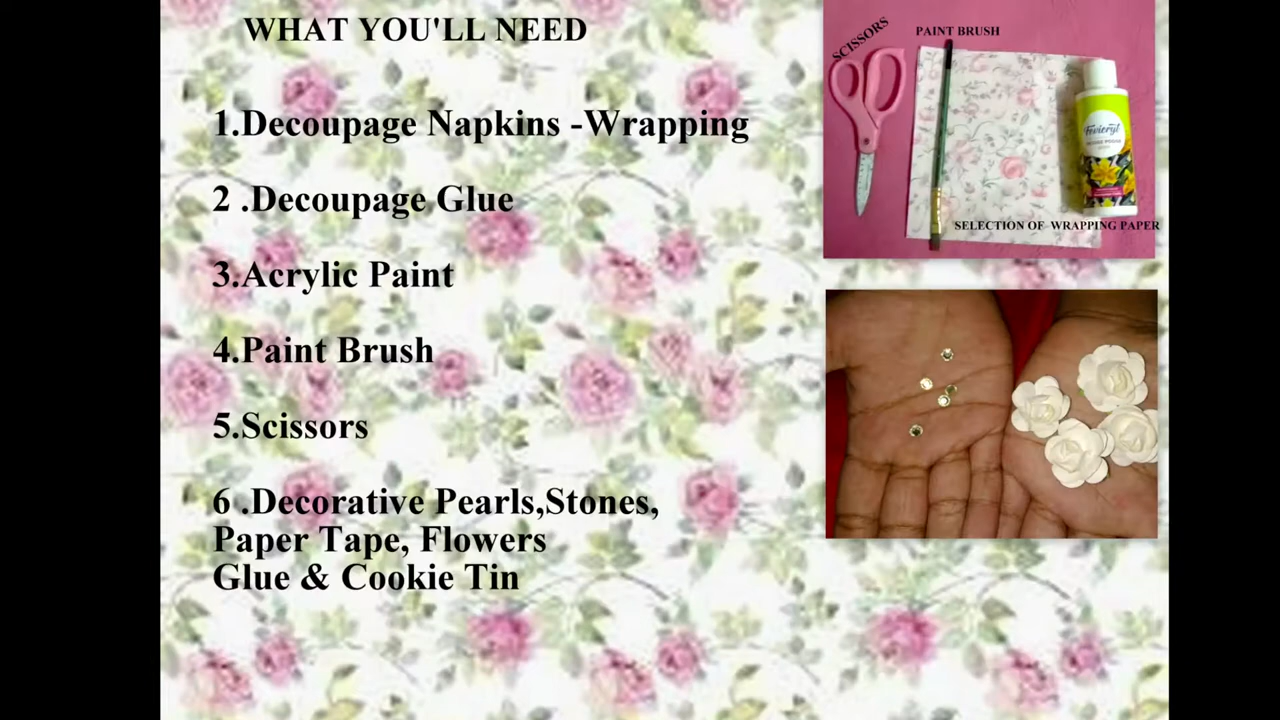 WHAT YOU'LL NEED
1.Decoupage Napkins -Wrapping
2 .Decoupage Glue
3.Acrylic Paint
4.Paint Brush
5.Scissors
6 .Decorative Pearls,Stones,
Paper Tape, Flowers
Glue & Cookie Tin
SCISSORS
PAINT BRUSH
Fevicryl
SELECTION OF WRAPPING PAPER